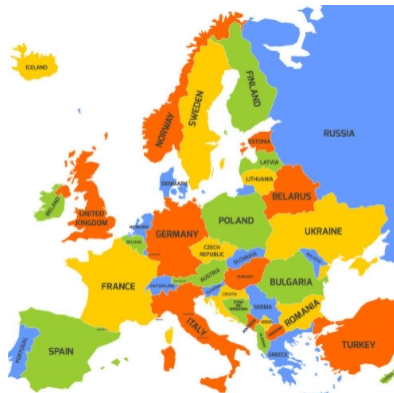 ICELAND
NORWAY
SWEDEN
FINLAND
RUSSIA
ESTONIA
LATVIA
LITHUANIA
DENMARK
IRELAND
UNITED
KINGDOM
BELARUS
POLAND
GERMANY
BELGIUM
UKRAINE
CZECH
REPUBLIC
SLOVAKIA
AUSTRIA
FRANCE
SWITZERLAND
BULGARIA
CROATIA
SERBIA
ROMANIA
ITALY
PORTUGAL
SPAIN
GREECE
TURKEY